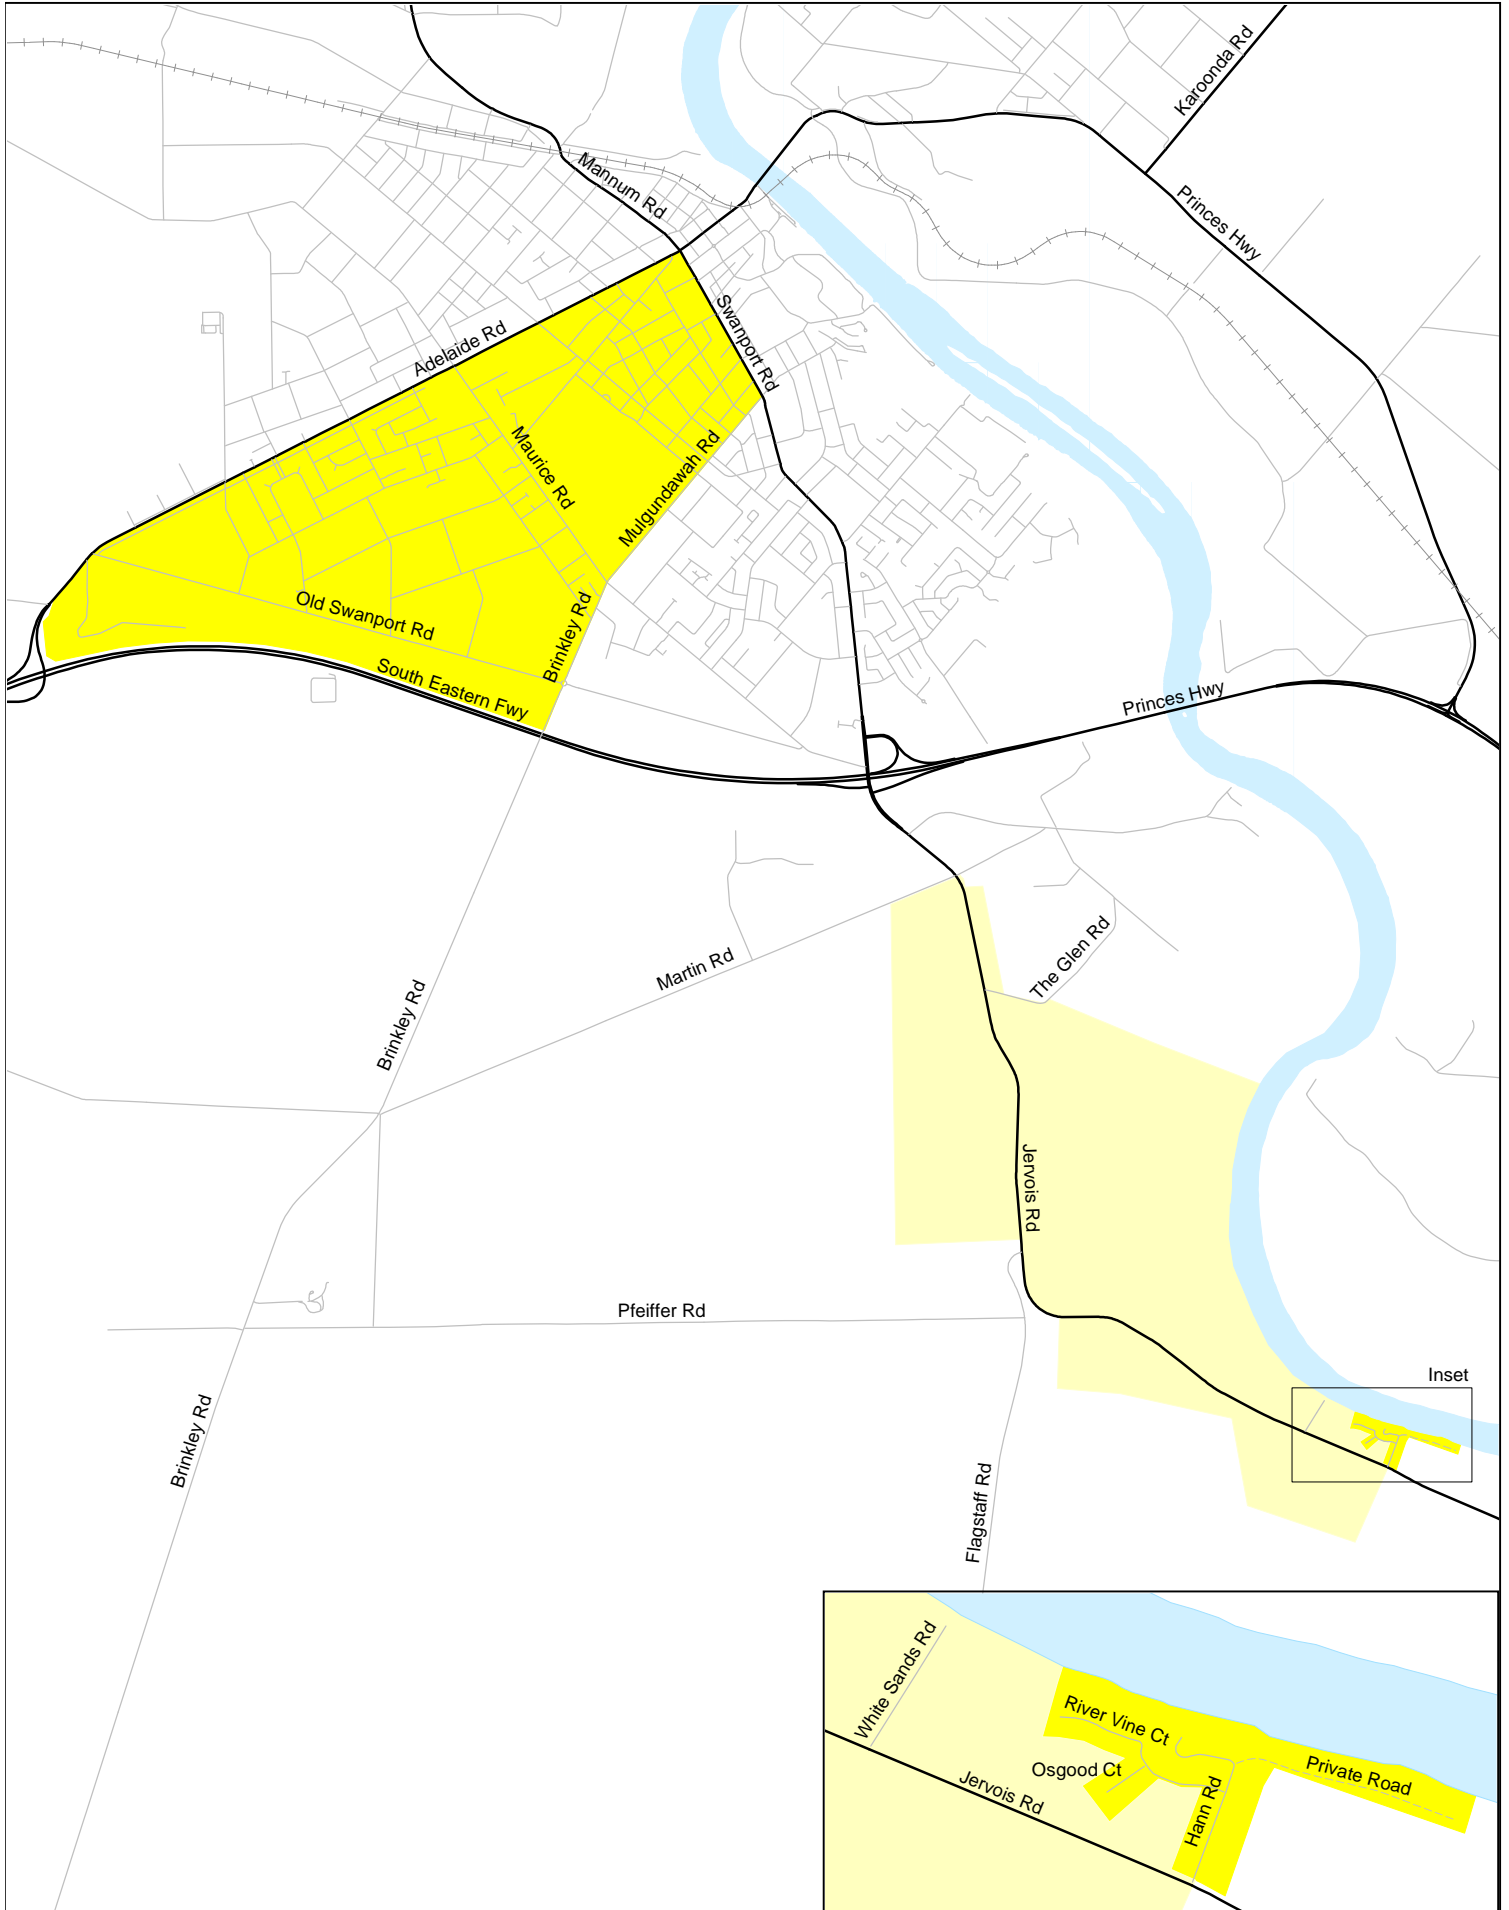 Karoonda Rd
Mannum Rd
Princes Hwy
Swanport Rd
Adelaide Rd
Maurice Rd
Mulgundawah Rd
Old Swanport Rd
Brinkley Rd
South Eastern Fwy
Princes Hwy
The Glen Rd
Martin Rd
Brinkley Rd
Jervois Rd
Pfeiffer Rd
Inset
Brinkley Rd
Flagstaff Rd
White Sands Rd
River Vine Ct
Osgood Ct
Private Road
Jervois Rd
Hann Rd